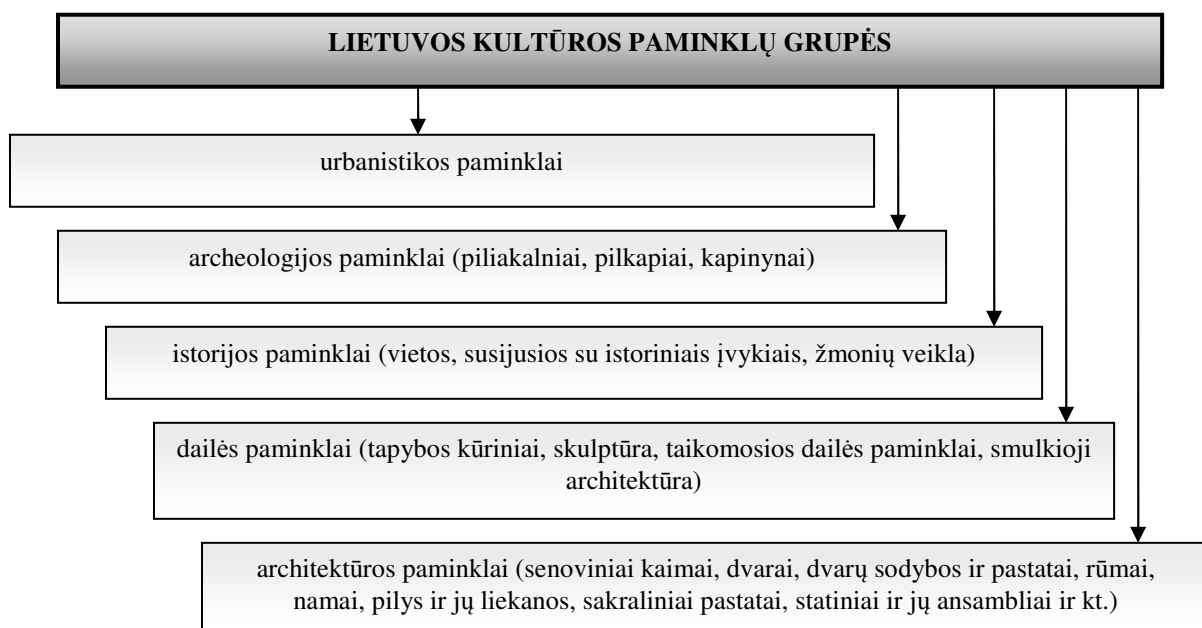 LIETUVOS KULTŪROS PAMINKLŲ GRUPĖS
urbanistikos paminklai
archeologijos paminklai (piliakalniai, pilkapiai, kapinynai)
istorijos paminklai (vietos, susijusios su istoriniais įvykiais, žmonių veikla)
dailės paminklai (tapybos kūriniai, skulptūra, taikomosios dailės paminklai, smulkioji
architektūra)
architektūros paminklai (senoviniai kaimai, dvarai, dvarų sodybos ir pastatai, rūmai,
namai, pilys ir jų liekanos, sakraliniai pastatai, statiniai ir jų ansambliai ir kt.)